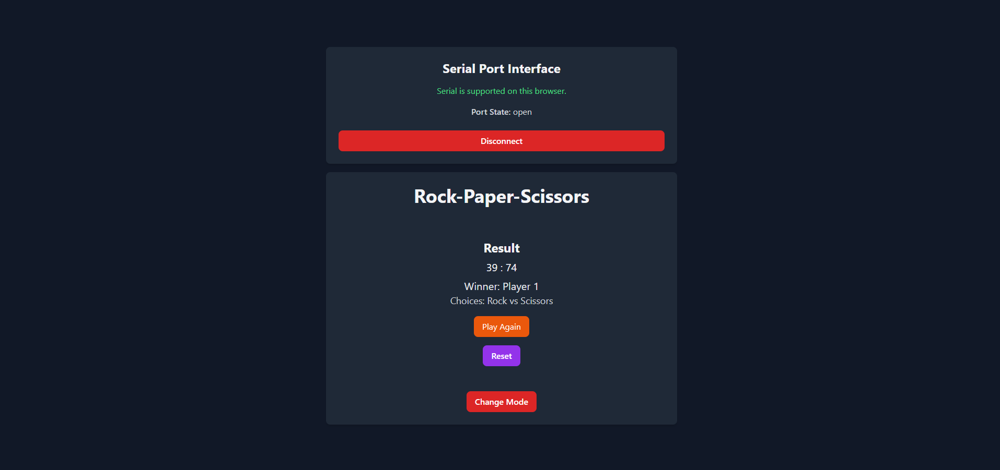 Serial Port Interface
Serial is supported on this browser.
Port State: open
Disconnect
Rock-Paper-Scissors
Result
39 : 74
Winner: Player 1
Choices: Rock vs Scissors
Play Again
Reset
Change Mode